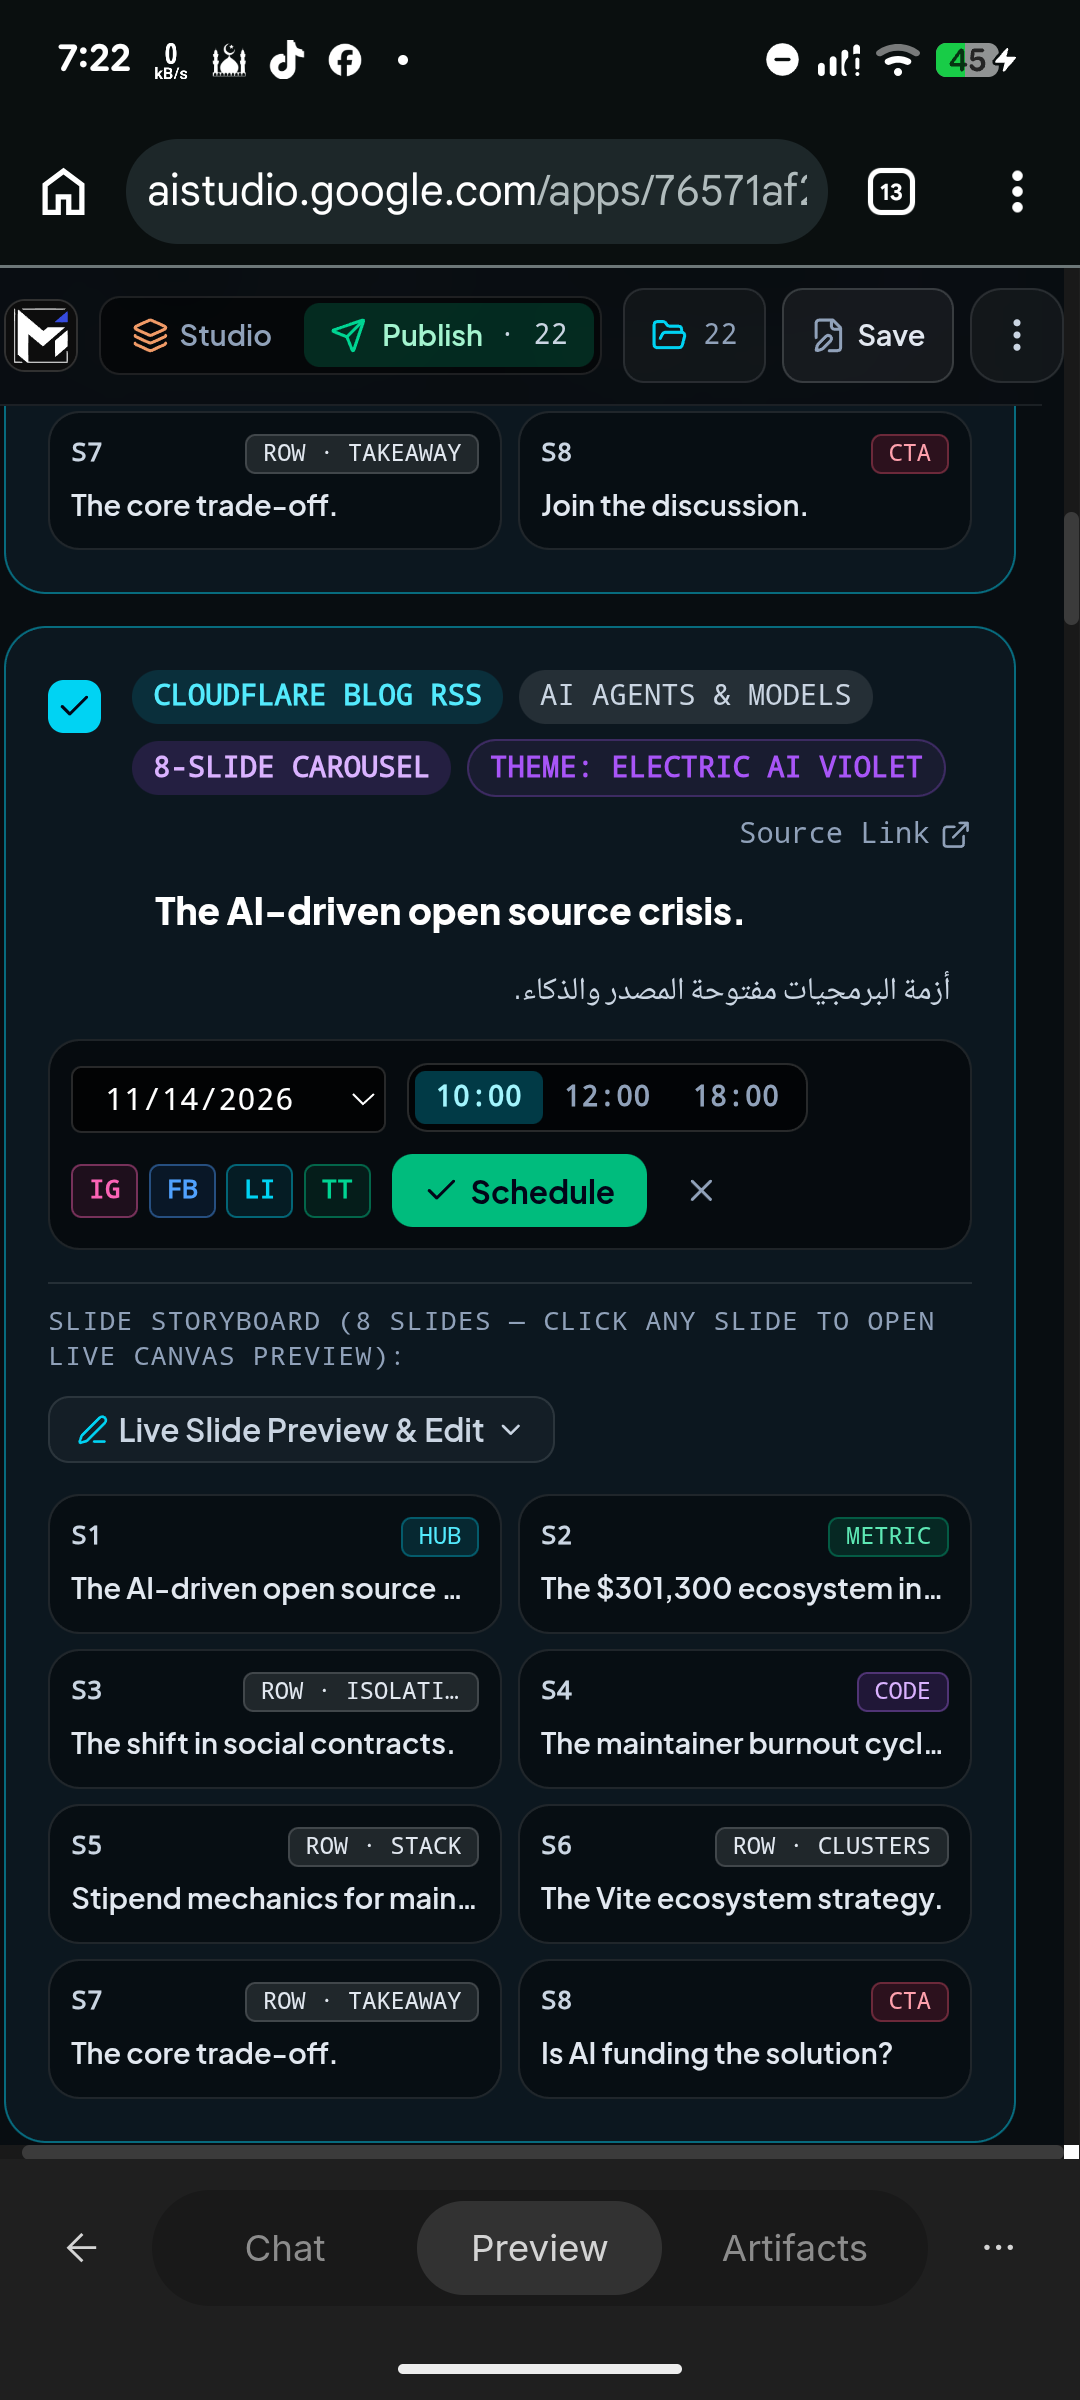 7:22
0
kB/s
45
aistudio.google.com/apps/76571af
13
Studio
Publish · 22
22
Save
S7
ROW · TAKEAWAY
The core trade-off.
S8
CTA
Join the discussion.
CLOUDFLARE BLOG RSS
AI AGENTS & MODELS
8-SLIDE CAROUSEL
THEME: ELECTRIC AI VIOLET
Source Link
The AI-driven open source crisis.
أزمة البرمجيات مفتوحة المصدر والذكاء.
11/14/2026
10:00
12:00
18:00
IG
FB
LI
TT
Schedule
SLIDE STORYBOARD (8 SLIDES — CLICK ANY SLIDE TO OPEN
LIVE CANVAS PREVIEW):
Live Slide Preview & Edit
S1
HUB
The AI-driven open source ...
S2
METRIC
The $301,300 ecosystem in...
S3
ROW · ISOLATI...
The shift in social contracts.
S4
CODE
The maintainer burnout cycl...
S5
ROW · STACK
Stipend mechanics for main...
S6
ROW · CLUSTERS
The Vite ecosystem strategy.
S7
ROW · TAKEAWAY
The core trade-off.
S8
CTA
Is AI funding the solution?
Chat
Preview
Artifacts